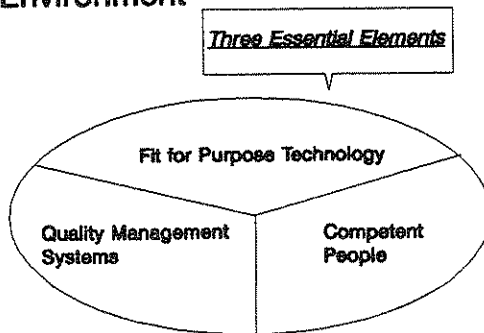 Environment
Three Essential Elements
Fit for Purpose Technology
Quality Management
Systems
Competent
People